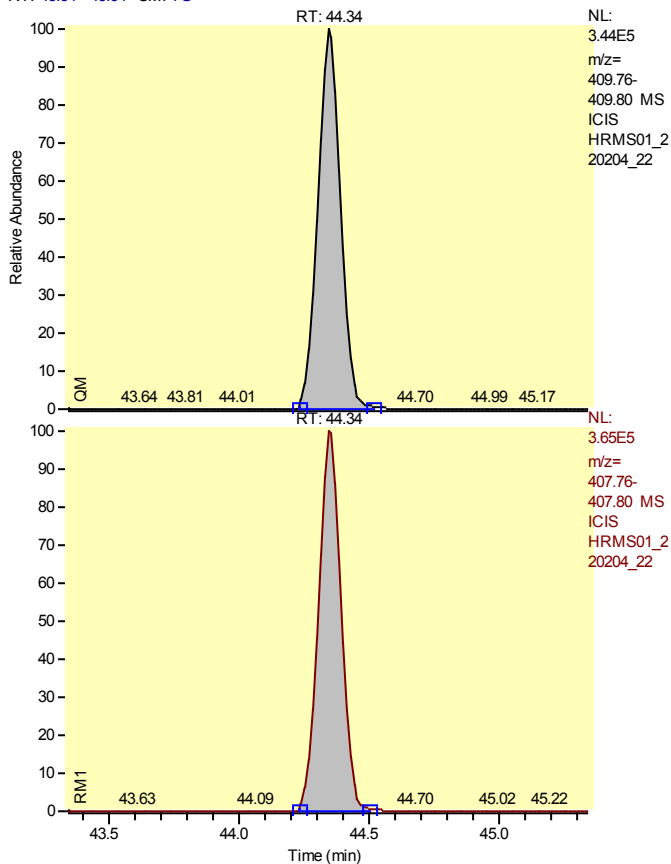 RT: 44.34
NL:
3.44E5
m/z=
409.76-
409.80 MS
ICIS
HRMS01_2
20204_22
100
90
80
70
60
50
40
30
20
10
0
Relative Abundance
QM
43.64 43.81 44.01 44.70 44.99 45.17
RT: 44.34
NL:
3.65E5
m/z=
407.76-
407.80 MS
ICIS
HRMS01_2
20204_22
100
90
80
70
60
50
40
30
20
10
0
RM1
43.63 44.09 44.70 45.02 45.22
43.5 44.0 44.5 45.0
Time (min)